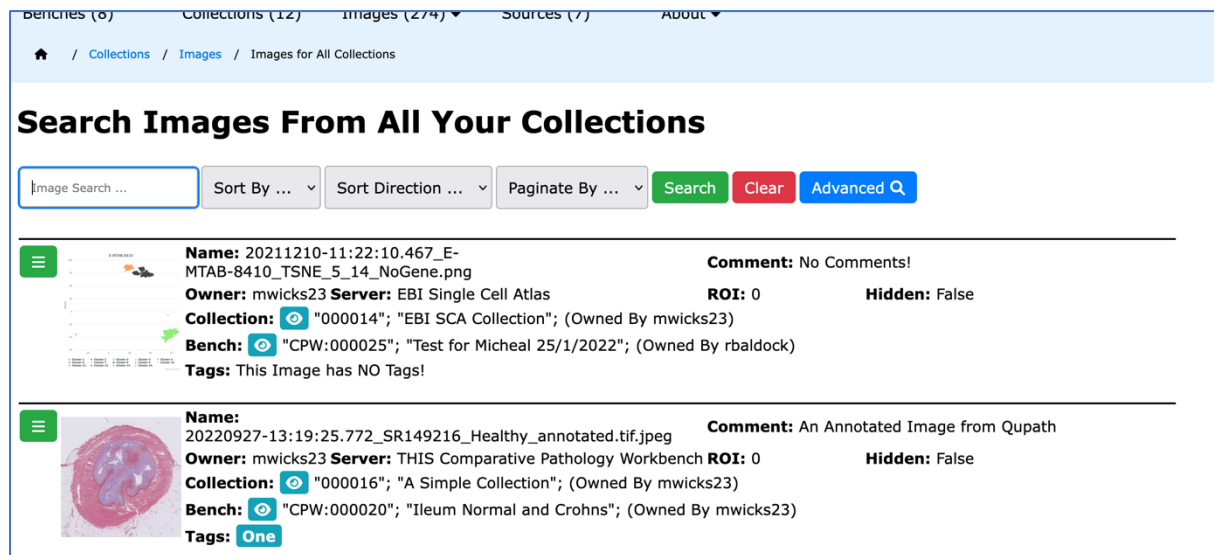 Benches (8) Collections (12) Images (274) Sources (7) About
/ Collections / Images / Images for All Collections
Search Images From All Your Collections
Image Search ... Sort By ... Sort Direction ... Paginate By ... Search Clear Advanced
Name: 20211210-11:22:10.467_E-
MTAB-8410_TSNE_5_14_NoGene.png
Comment: No Comments!
Owner: mwicks23 Server: EBI Single Cell Atlas ROI: 0 Hidden: False
Collection: "000014"; "EBI SCA Collection"; (Owned By mwicks23)
Bench: "CPW:000025"; "Test for Micheal 25/1/2022"; (Owned By rbaldock)
Tags: This Image has NO Tags!
Name:
20220927-13:19:25.772_SR149216_Healthy_annotated.tif.jpeg
Comment: An Annotated Image from Qupath
Owner: mwicks23 Server: THIS Comparative Pathology Workbench ROI: 0 Hidden: False
Collection: "000016"; "A Simple Collection"; (Owned By mwicks23)
Bench: "CPW:000020"; "Ileum Normal and Crohns"; (Owned By mwicks23)
Tags: One